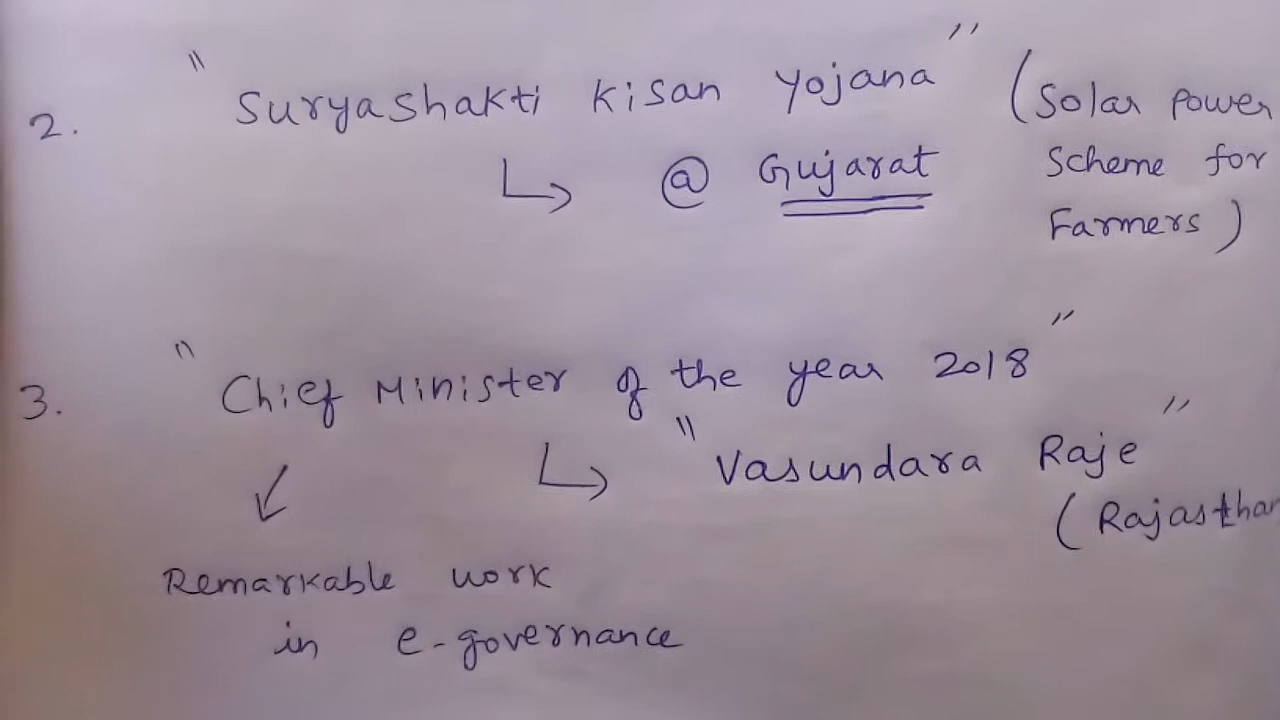 2. "Suryashakti Kisan Yojana" (Solar Power
↳ @ Gujarat Scheme for
Farmers)
3. "Chief Minister of the year 2018"
↳ "Vasundara Raje"
↙ (Rajasthan
Remarkable work
in e-governance